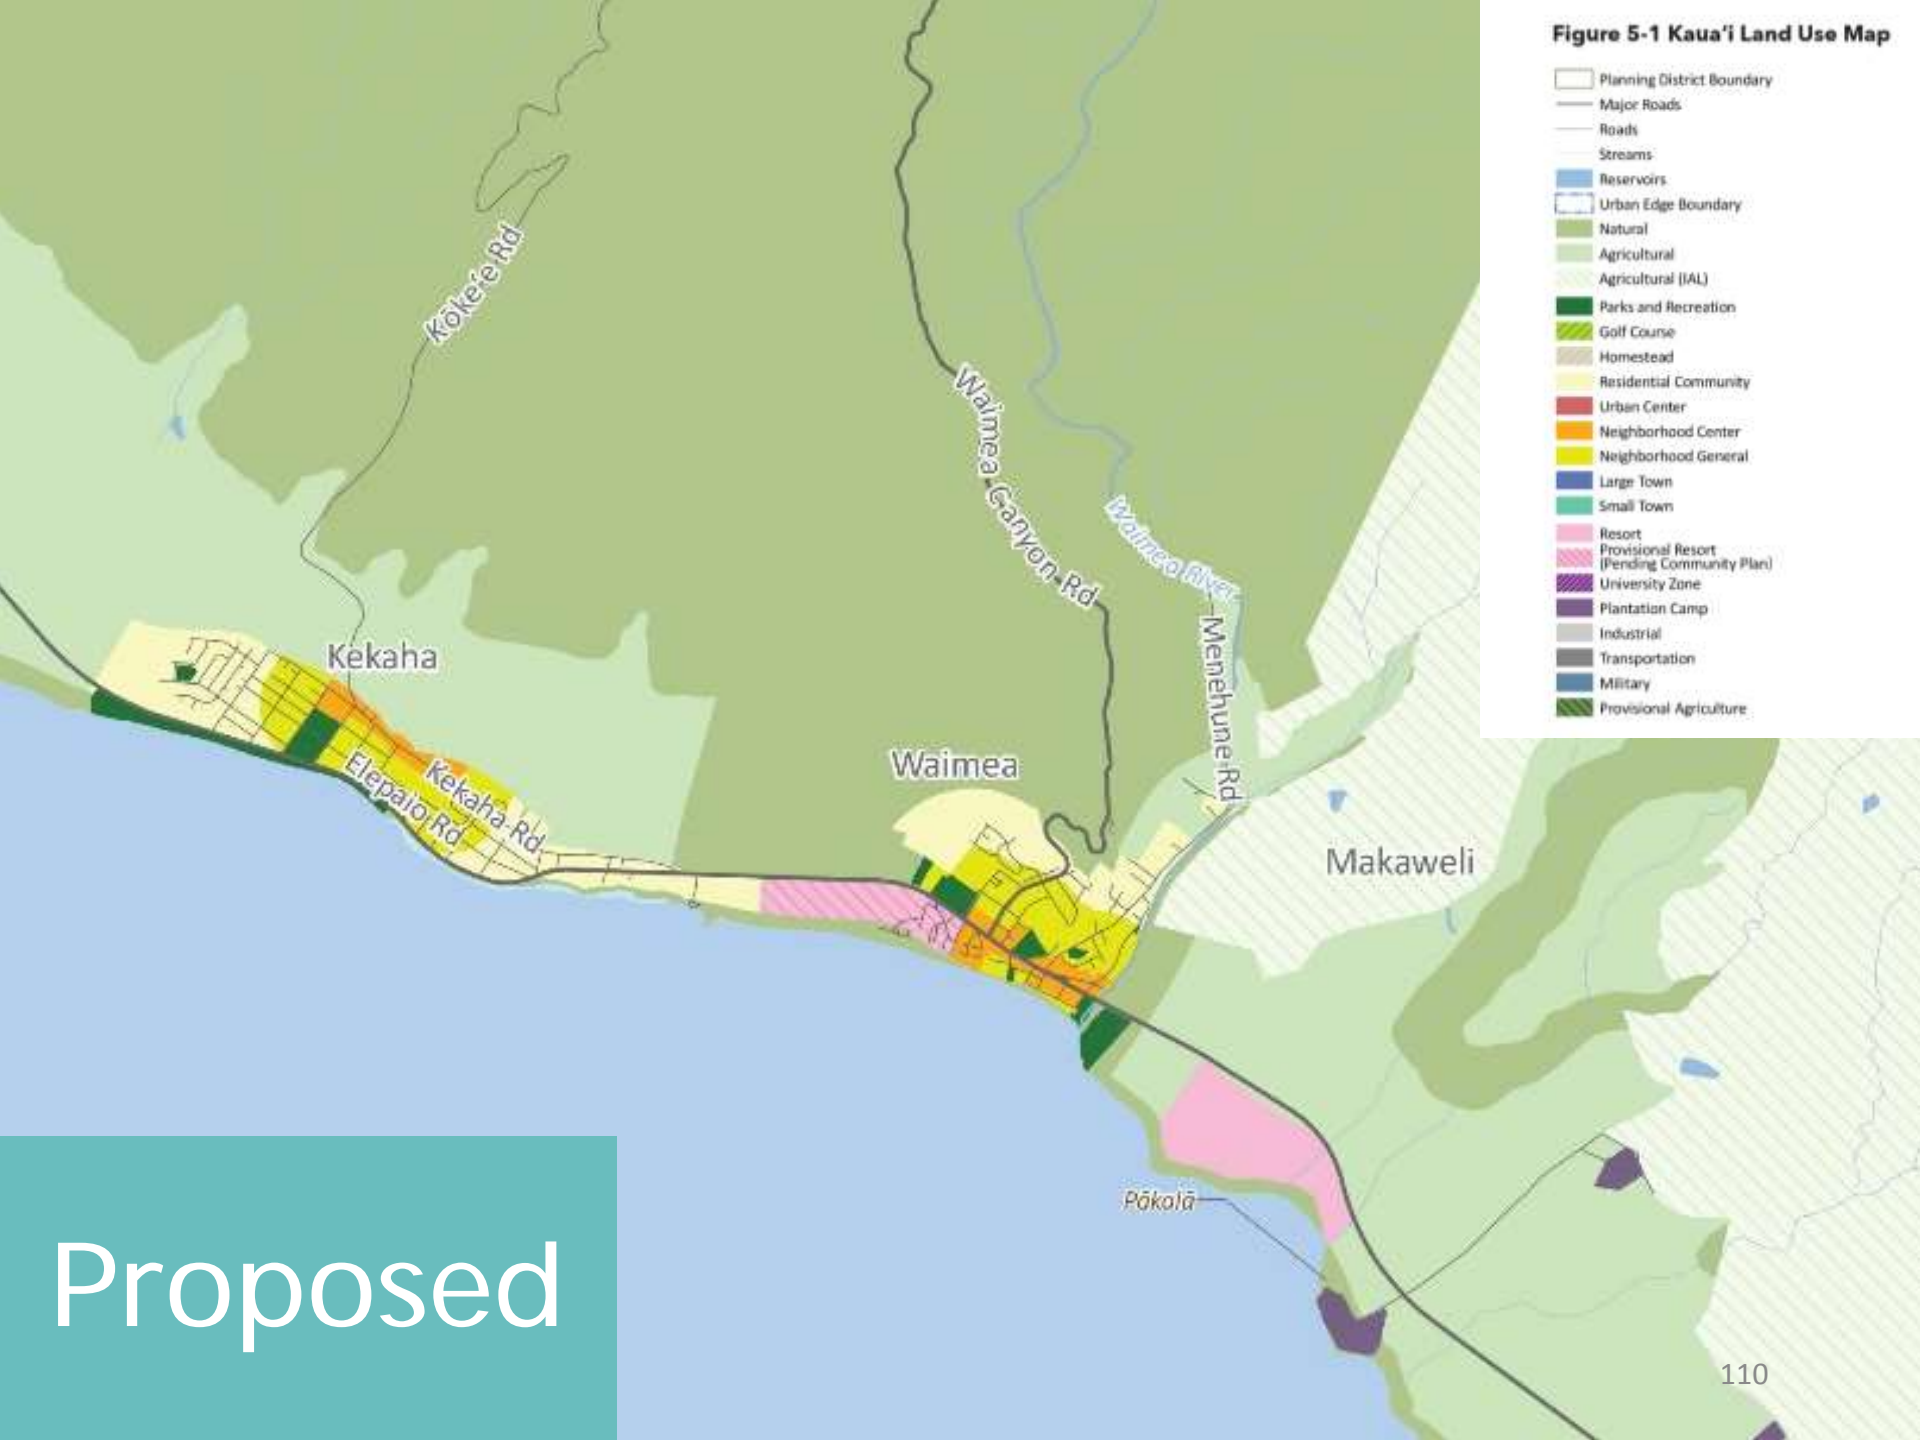 Figure 5-1 Kaua‘i Land Use Map
Planning District Boundary
Major Roads
Roads
Streams
Reservoirs
Urban Edge Boundary
Natural
Agricultural
Agricultural (IAL)
Parks and Recreation
Golf Course
Homestead
Residential Community
Urban Center
Neighborhood Center
Neighborhood General
Large Town
Small Town
Resort
Provisional Resort
(Pending Community Plan)
University Zone
Plantation Camp
Industrial
Transportation
Military
Provisional Agriculture
Kōke‘e Rd
Waimea Canyon Rd
Waimea River
Menehune Rd
Kekaha
Kekaha Rd
Elepaio Rd
Waimea
Makaweli
Pākalā
Proposed
110